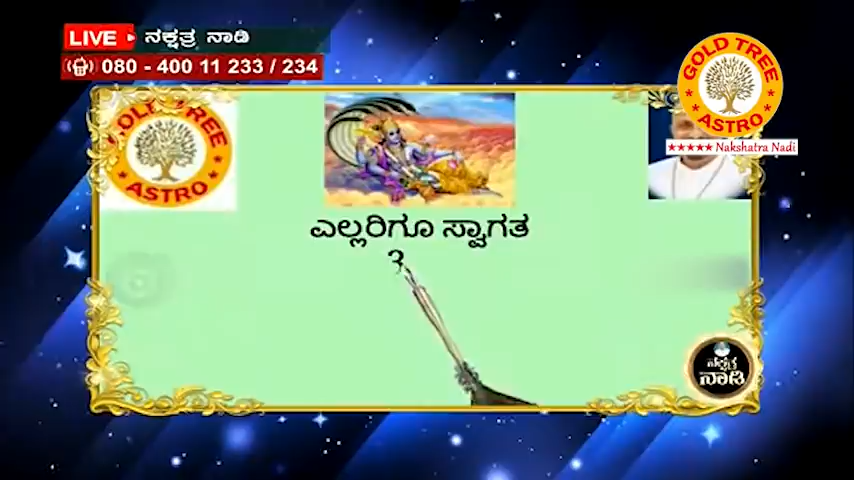 LIVE ನಕ್ಷತ್ರ ನಾಡಿ
080 - 400 11 233 / 234
GOLD TREE
ASTRO
★★★★★ Nakshatra Nadi
GOLD TREE
ASTRO
ಎಲ್ಲರಿಗೂ ಸ್ವಾಗತ
ನಕ್ಷತ್ರ
ನಾಡಿ